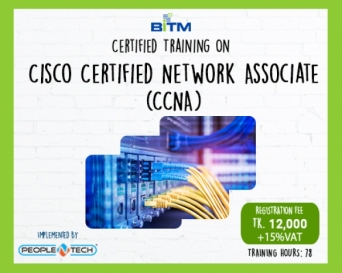 BITM
CERTIFIED TRAINING ON
CISCO CERTIFIED NETWORK ASSOCIATE
(CCNA)
REGISTRATION FEE
TK. 12,000
+15%VAT
TRAINING HOURS: 78
IMPLEMENTED BY
PEOPLE N TECH